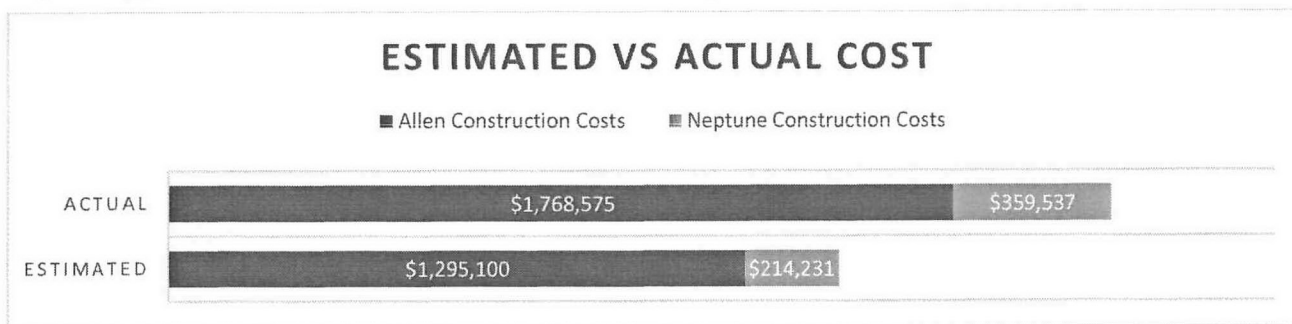 ESTIMATED VS ACTUAL COST
Allen Construction Costs Neptune Construction Costs
ACTUAL $1,768,575 $359,537
ESTIMATED $1,295,100 $214,231